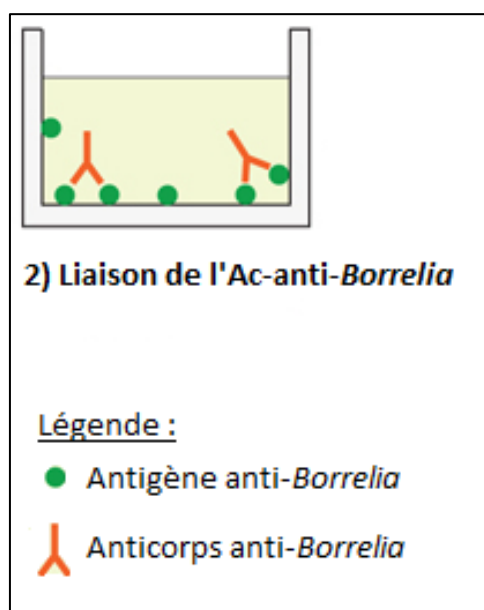 2) Liaison de l'Ac-anti-Borrelia
Légende :
Antigène anti-Borrelia
Anticorps anti-Borrelia